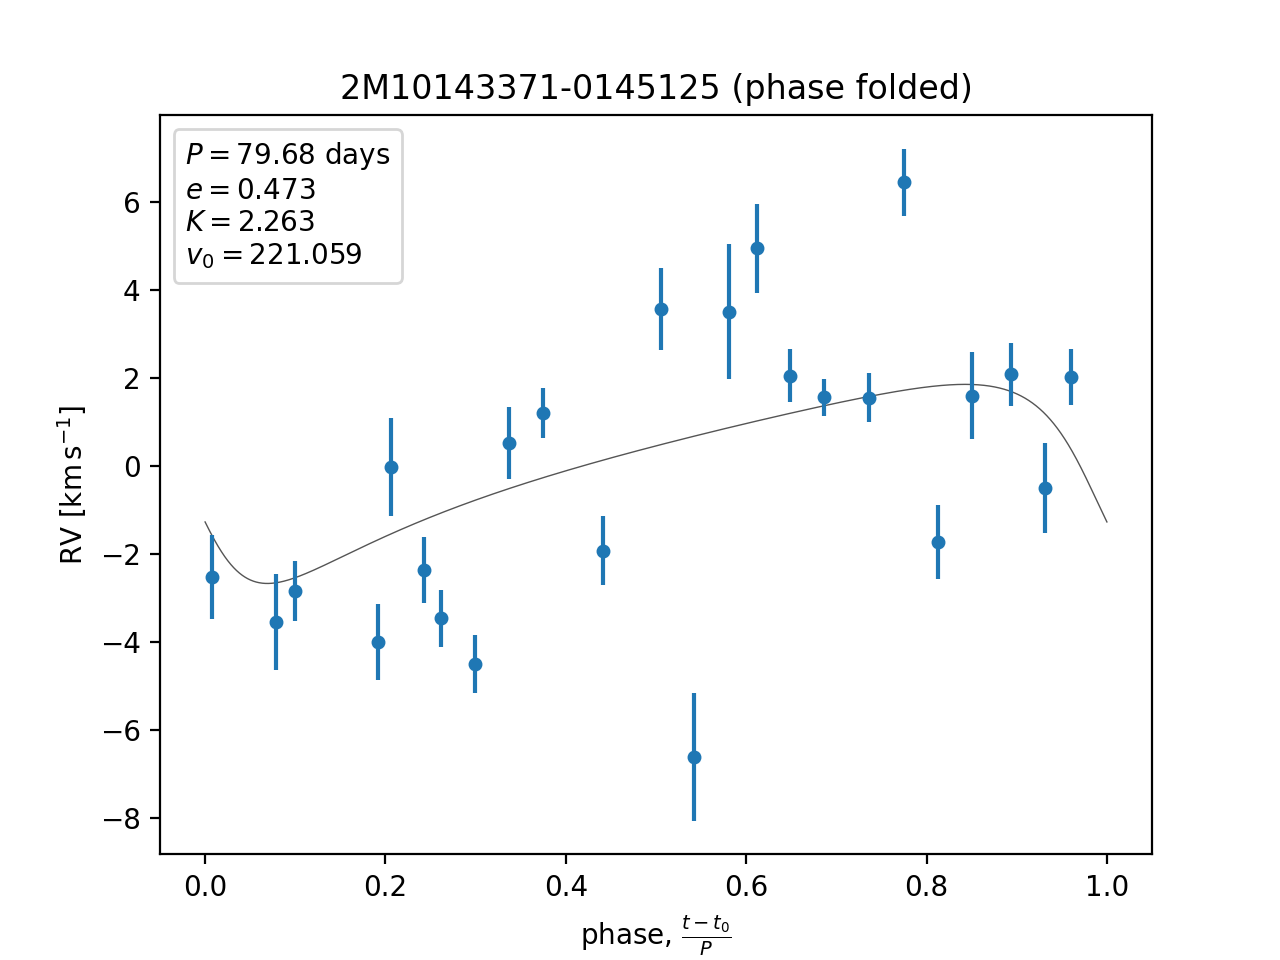 2M10143371-0145125 (phase folded)
P = 79.68 days
e = 0.473
K = 2.263
v₀ = 221.059
6
4
2
0
−2
−4
−6
−8
RV [km s⁻¹]
0.0 0.2 0.4 0.6 0.8 1.0
phase, (t − t₀)/P